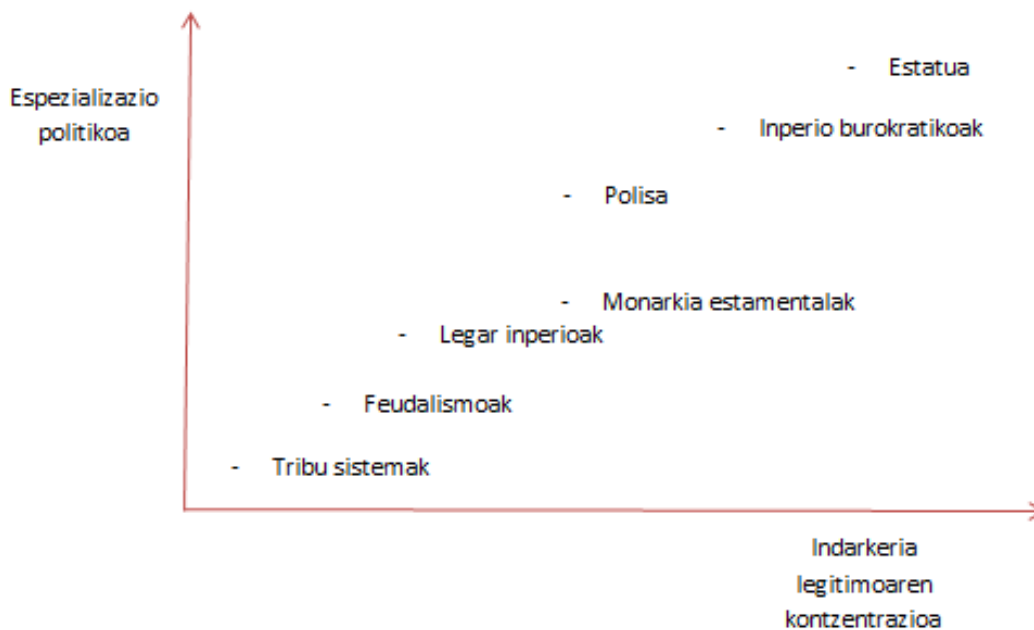 Espezializazio
politikoa
- Estatua
- Inperio burokratikoak
- Polisa
- Monarkia estamentalak
- Legar inperioak
- Feudalismoak
- Tribu sistemak
Indarkeria
legitimoaren
kontzentrazioa